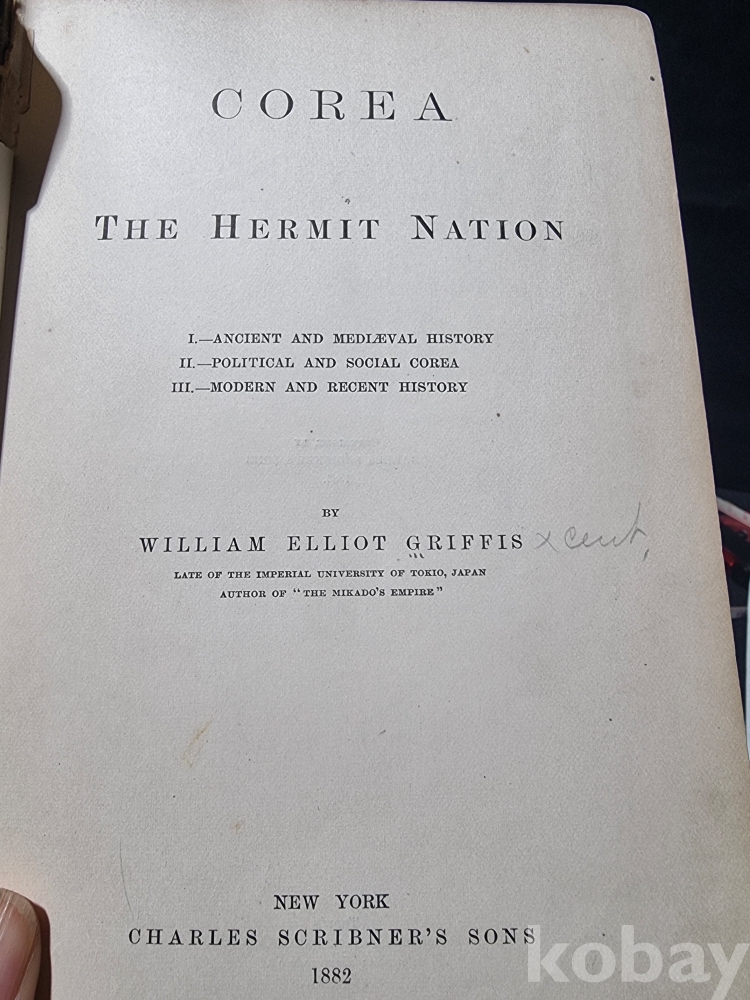 COREA
THE HERMIT NATION
I.—ANCIENT AND MEDIÆVAL HISTORY
II.—POLITICAL AND SOCIAL COREA
III.—MODERN AND RECENT HISTORY
BY
WILLIAM ELLIOT GRIFFIS x cent.
LATE OF THE IMPERIAL UNIVERSITY OF TOKIO, JAPAN
AUTHOR OF "THE MIKADO'S EMPIRE"
NEW YORK
CHARLES SCRIBNER'S SONS
1882
kobay